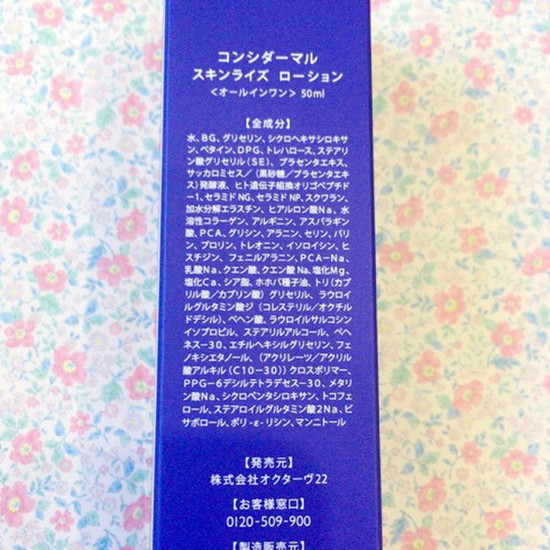 コンシダーマル
スキンライズ ローション
＜オールインワン＞ 50ml
【全成分】
水、BG、グリセリン、シクロヘキサシロキサ
ン、ベタイン、DPG、トレハロース、ステアリ
ン酸グリセリル（SE）、プラセンタエキス、
サッカロミセス／（黒砂糖／プラセンタエキ
ス）発酵液、ヒト遺伝子組換オリゴペプチド
－1、セラミドNG、セラミドNP、スクワラン、
加水分解エラスチン、ヒアルロン酸Na、水
溶性コラーゲン、アルギニン、アスパラギン
酸、PCA、グリシン、アラニン、セリン、バリ
ン、プロリン、トレオニン、イソロイシン、ヒ
スチジン、フェニルアラニン、PCA－Na、
乳酸Na、クエン酸、クエン酸Na、塩化Mg、
塩化Ca、シア脂、ホホバ種子油、トリ（カプ
リル酸／カプリン酸）グリセリル、ラウロイ
ルグルタミン酸ジ（コレステリル／オクチルド
デシル）、ベヘン酸、ラウロイルサルコシン
イソプロピル、ステアリルアルコール、ベヘ
ネス－30、エチルヘキシルグリセリン、フェ
ノキシエタノール、（アクリレーツ／アクリル
酸アルキル（C10－30））クロスポリマー、
PPG－6デシルテトラデセス－30、メタリ
ン酸Na、シクロペンタシロキサン、トコフェ
ロール、ステアロイルグルタミン酸2Na、ビ
サボロール、ポリ－ε－リシン、マンニトール
【発売元】
株式会社オクターヴ22
【お客様窓口】
0120-509-900
【製造販売元】